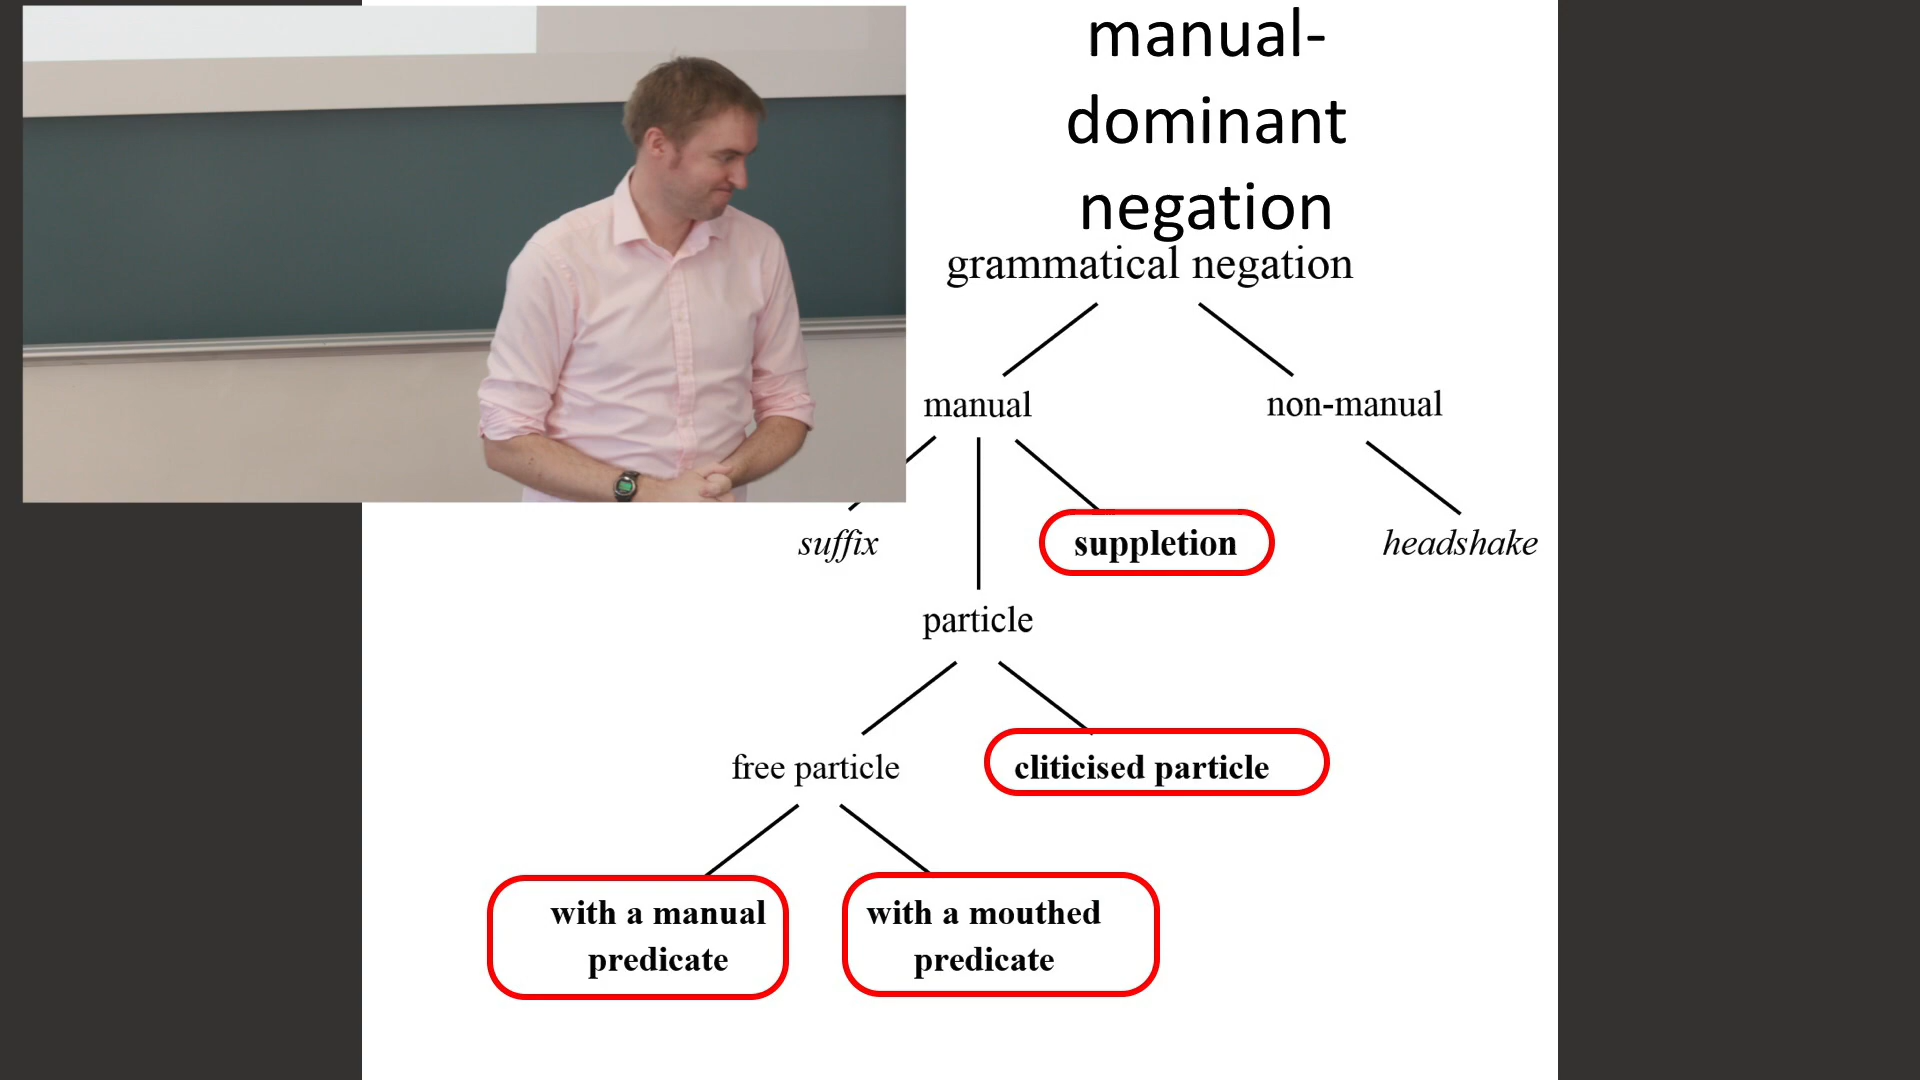 manual-
dominant
negation
grammatical negation
manual
non-manual
suffix
suppletion
headshake
particle
free particle
cliticised particle
with a manual
predicate
with a mouthed
predicate